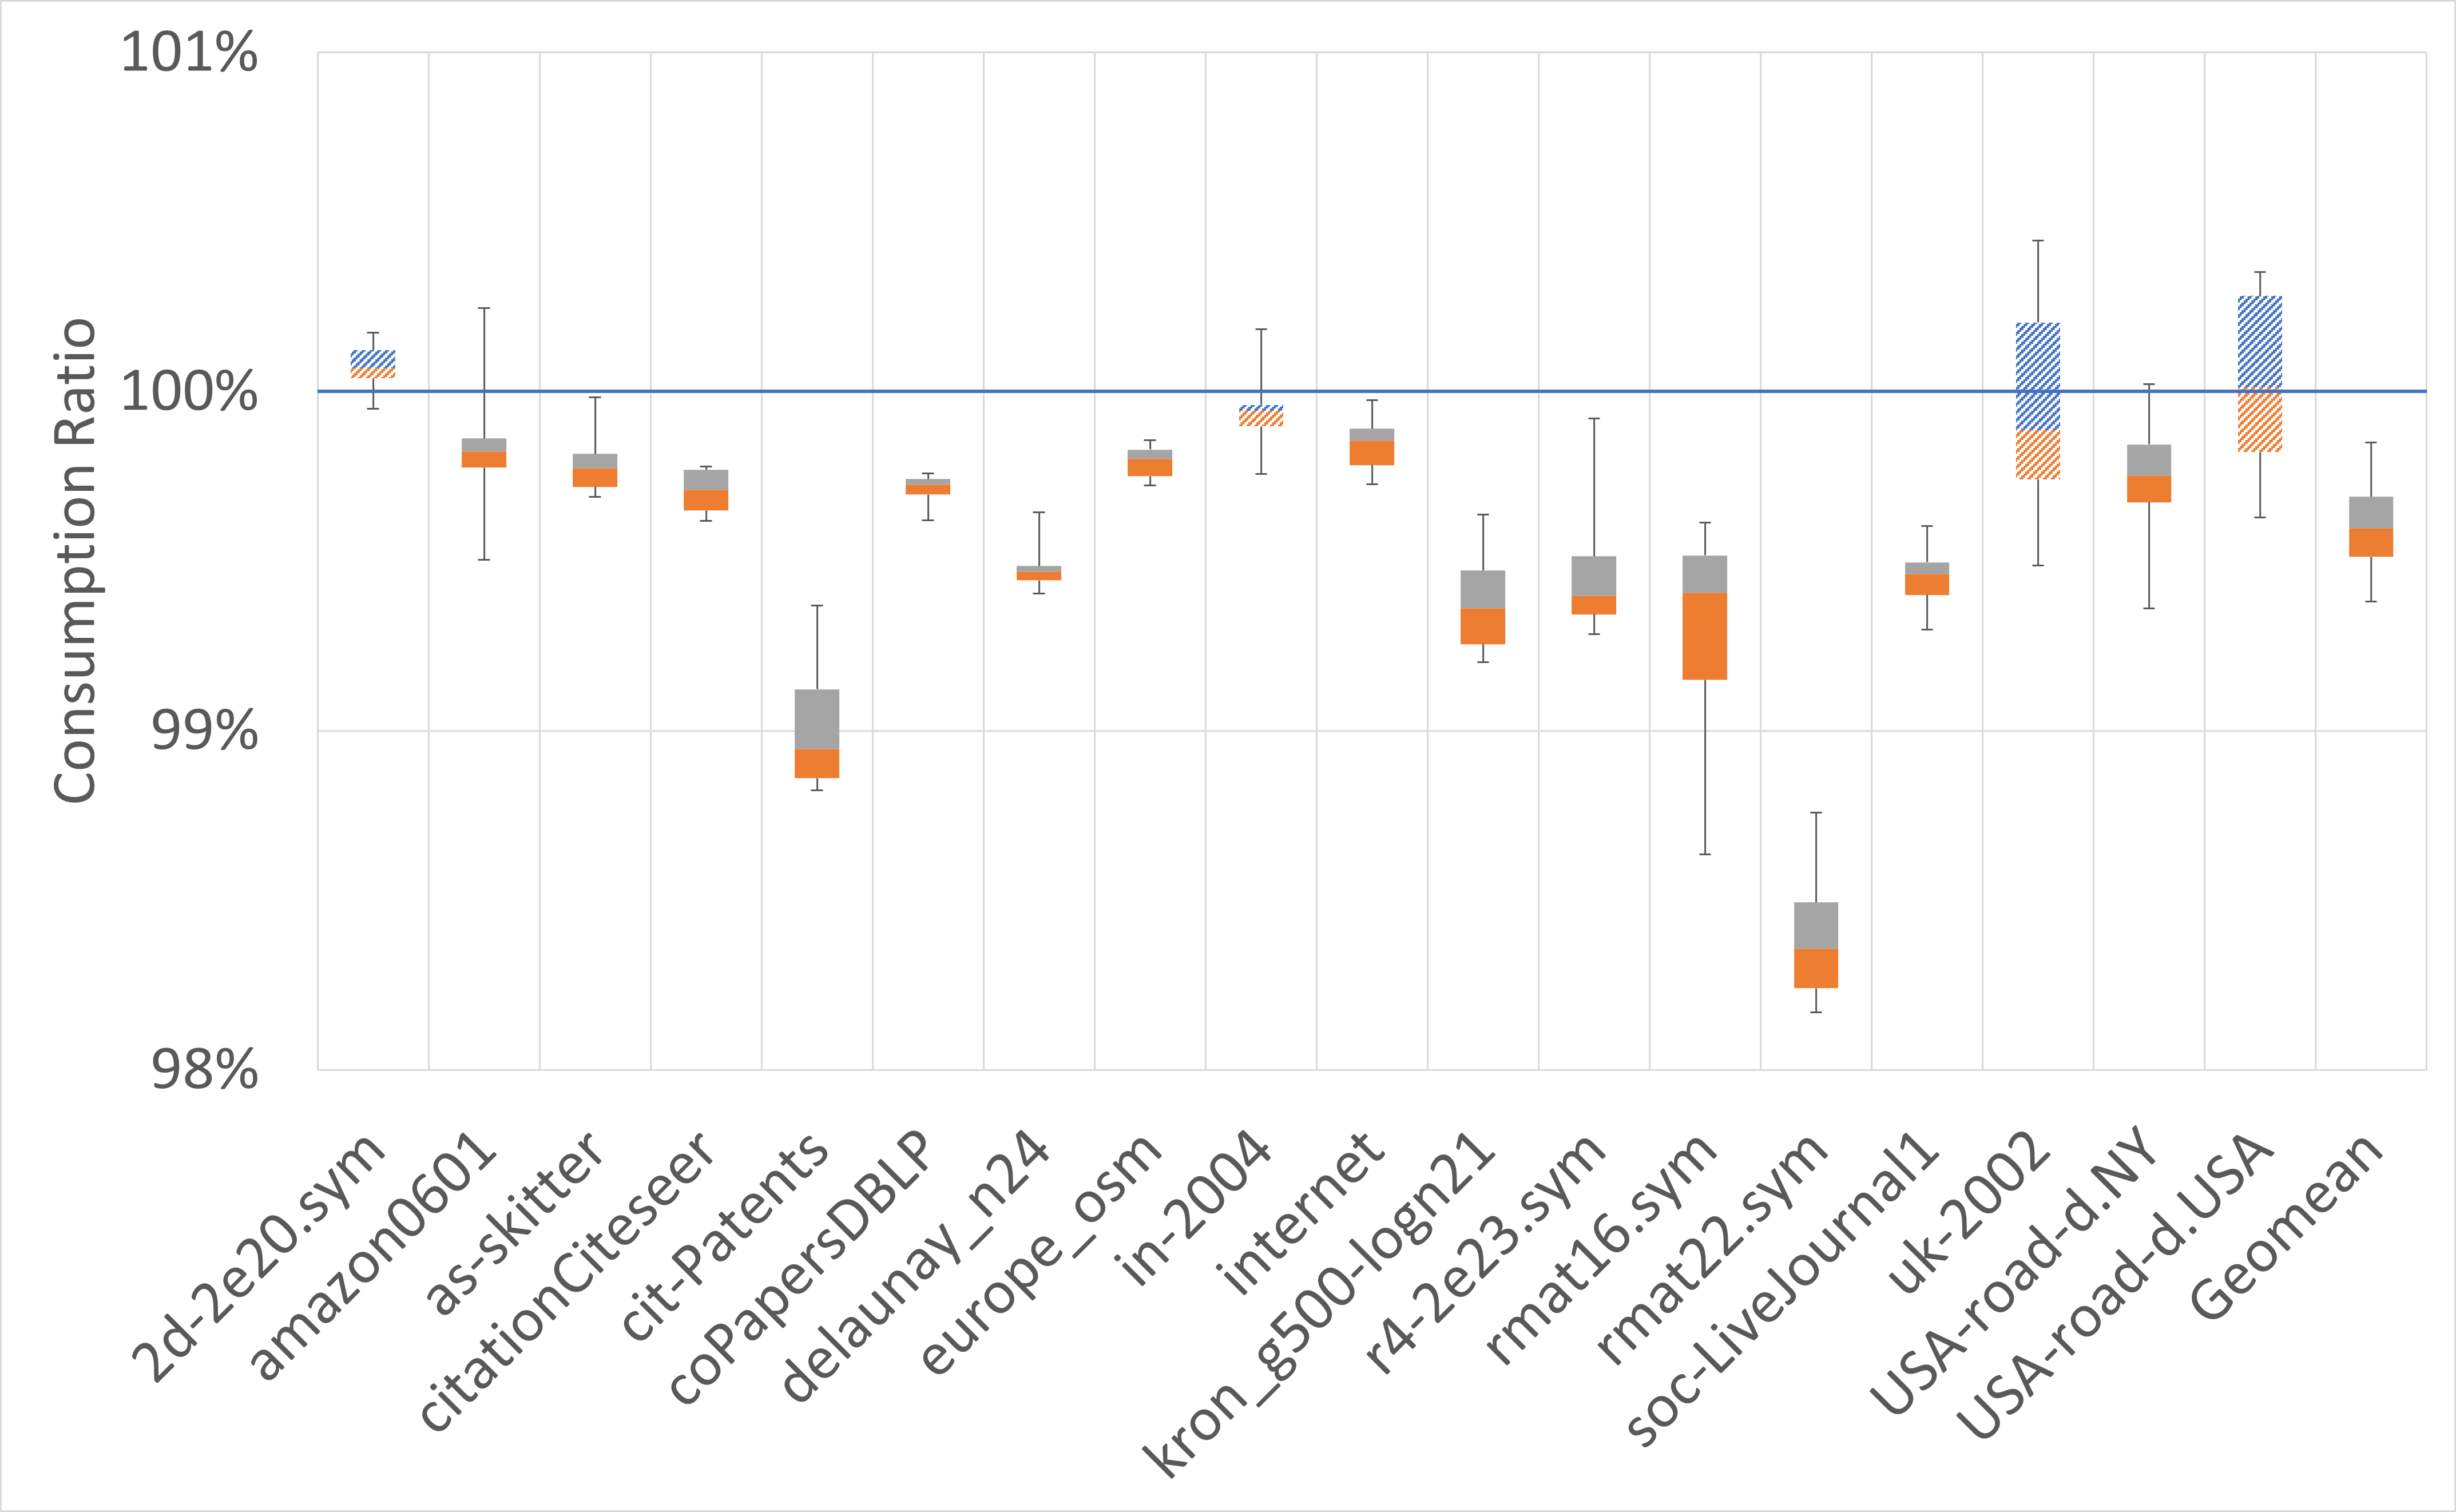 Consumption Ratio
101%
100%
99%
98%
2d-2e20.sym
amazon0601
as-skitter
citationCiteseer
cit-Patents
coPapersDBLP
delaunay_n24
europe_osm
in-2004
internet
kron_g500-logn21
r4-2e23.sym
rmat16.sym
rmat22.sym
soc-LiveJournal1
uk-2002
USA-road-d.NY
USA-road-d.USA
Geomean